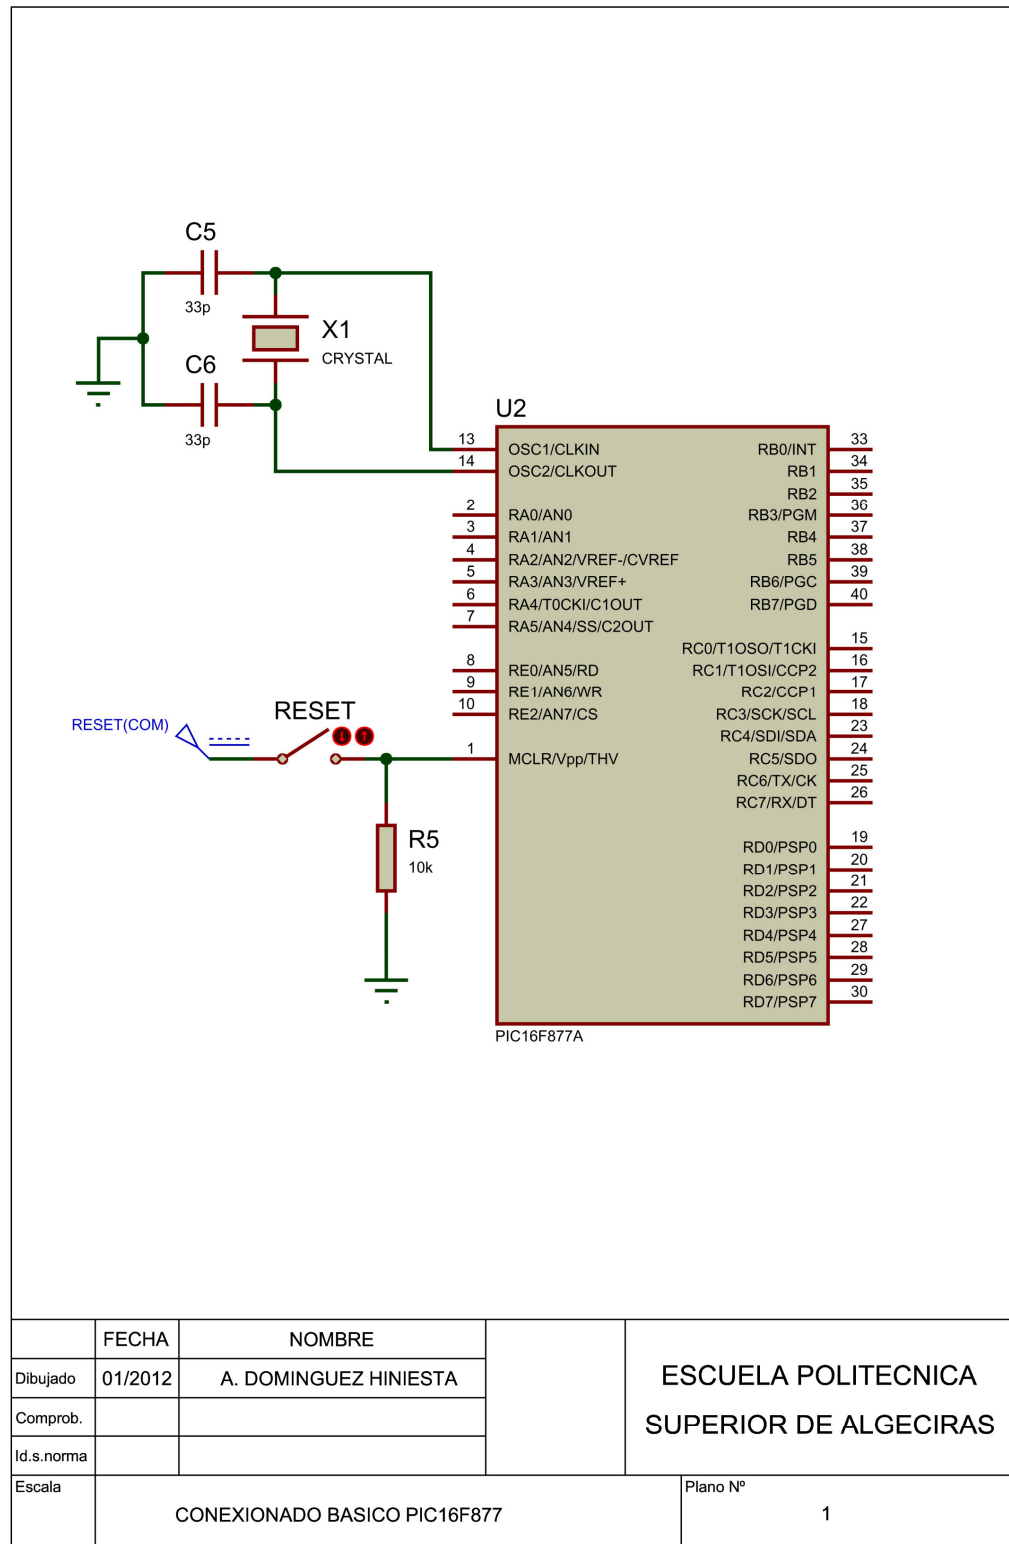 C5
33p
X1
CRYSTAL
C6
33p
U2
13 OSC1/CLKIN
14 OSC2/CLKOUT
2 RA0/AN0
3 RA1/AN1
4 RA2/AN2/VREF-/CVREF
5 RA3/AN3/VREF+
6 RA4/T0CKI/C1OUT
7 RA5/AN4/SS/C2OUT
8 RE0/AN5/RD
9 RE1/AN6/WR
10 RE2/AN7/CS
1 MCLR/Vpp/THV
RB0/INT 33
RB1 34
RB2 35
RB3/PGM 36
RB4 37
RB5 38
RB6/PGC 39
RB7/PGD 40
RC0/T1OSO/T1CKI 15
RC1/T1OSI/CCP2 16
RC2/CCP1 17
RC3/SCK/SCL 18
RC4/SDI/SDA 23
RC5/SDO 24
RC6/TX/CK 25
RC7/RX/DT 26
RD0/PSP0 19
RD1/PSP1 20
RD2/PSP2 21
RD3/PSP3 22
RD4/PSP4 27
RD5/PSP5 28
RD6/PSP6 29
RD7/PSP7 30
PIC16F877A
RESET(COM)
RESET
R5
10k
FECHA NOMBRE
Dibujado 01/2012 A. DOMINGUEZ HINIESTA
Comprob.
Id.s.norma
ESCUELA POLITECNICA
SUPERIOR DE ALGECIRAS
Escala
CONEXIONADO BASICO PIC16F877
Plano Nº
1